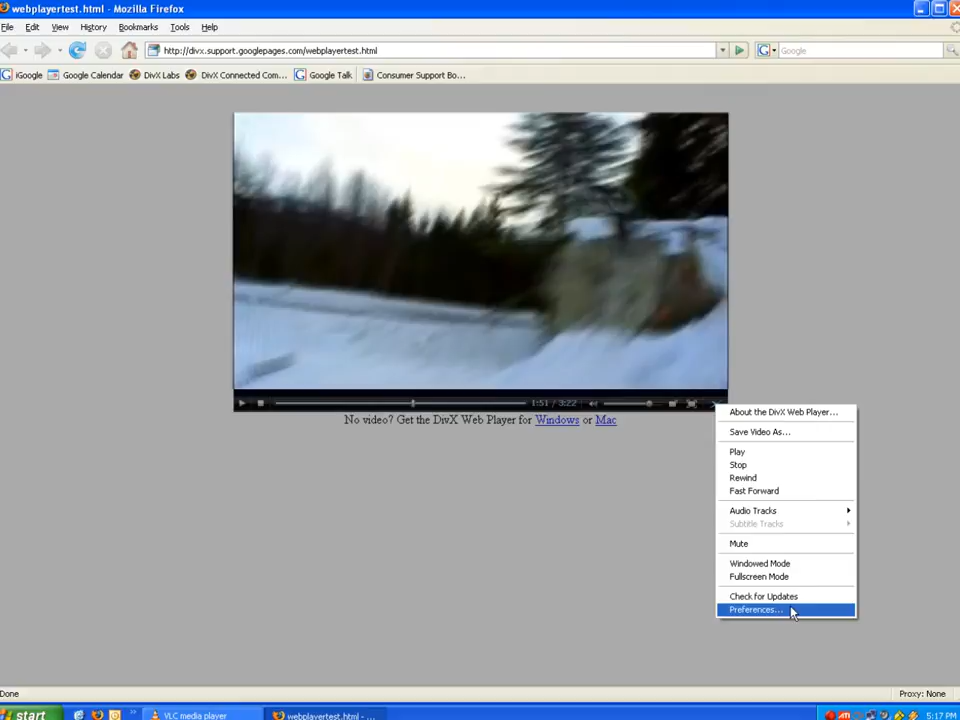 webplayertest.html - Mozilla Firefox
File Edit View History Bookmarks Tools Help
http://divx.support.googlepages.com/webplayertest.html
G Google
iGoogle Google Calendar DivX Labs DivX Connected Com... Google Talk Consumer Support Bo...
1:51 / 3:22
No video? Get the DivX Web Player for Windows or Mac
About the DivX Web Player...
Save Video As...
Play
Stop
Rewind
Fast Forward
Audio Tracks
Subtitle Tracks
Mute
Windowed Mode
Fullscreen Mode
Check for Updates
Preferences...
Done Proxy: None
start VLC media player webplayertest.html - ... 5:17 PM